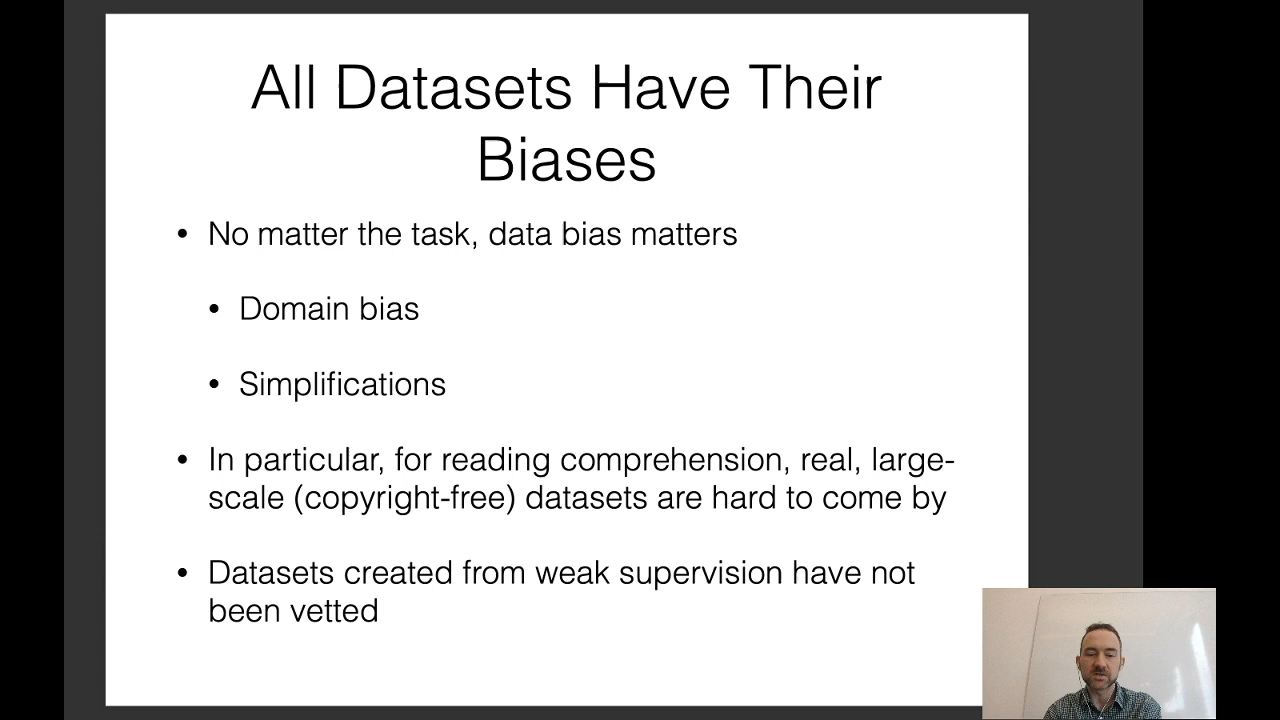 All Datasets Have Their
Biases
• No matter the task, data bias matters
• Domain bias
• Simplifications
• In particular, for reading comprehension, real, large-
scale (copyright-free) datasets are hard to come by
• Datasets created from weak supervision have not
been vetted